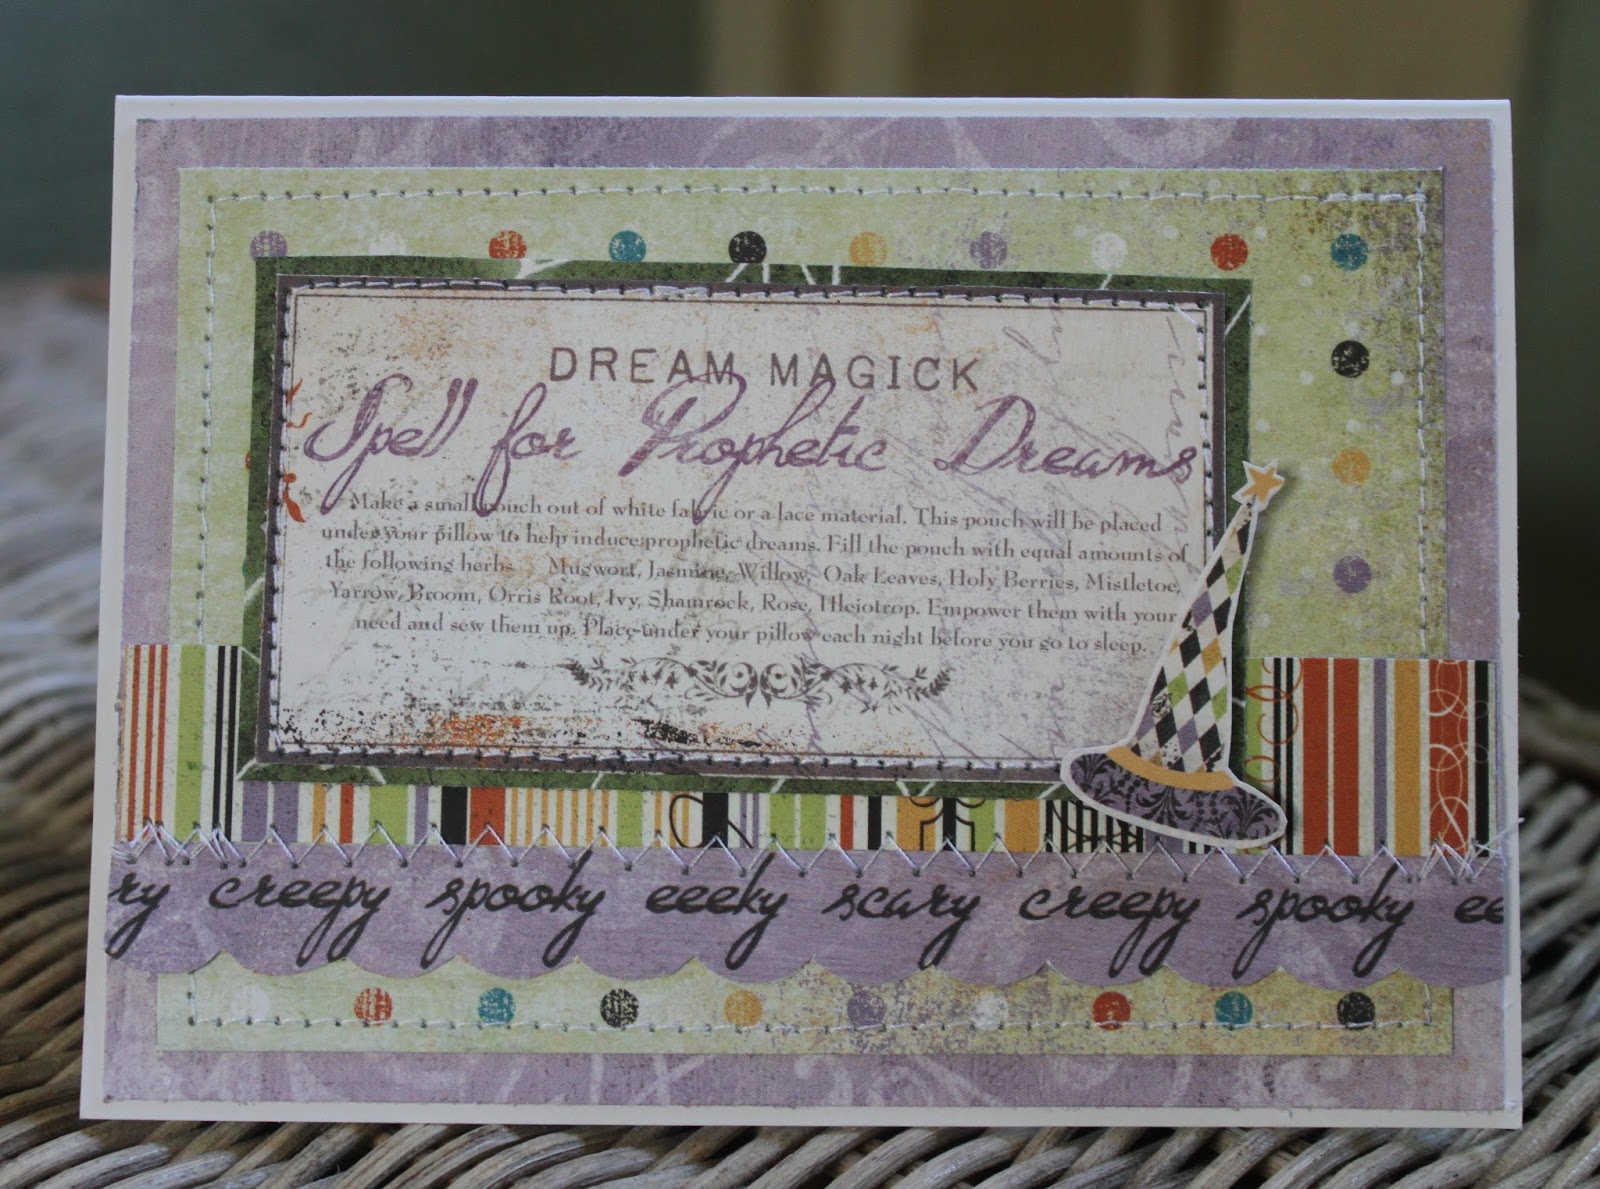 DREAM MAGICK
Spell for Prophetic Dreams
Make a small pouch out of white fabric or a lace material. This pouch will be placed
under your pillow to help induce prophetic dreams. Fill the pouch with equal amounts of
the following herbs Mugwort, Jasmine, Willow, Oak Leaves, Holy Berries, Mistletoe,
Yarrow, Broom, Orris Root, Ivy, Shamrock, Rose, Hleiotrop. Empower them with your
need and sew them up. Place under your pillow each night before you go to sleep.
ry creepy spooky eeeky scary creepy spooky ee